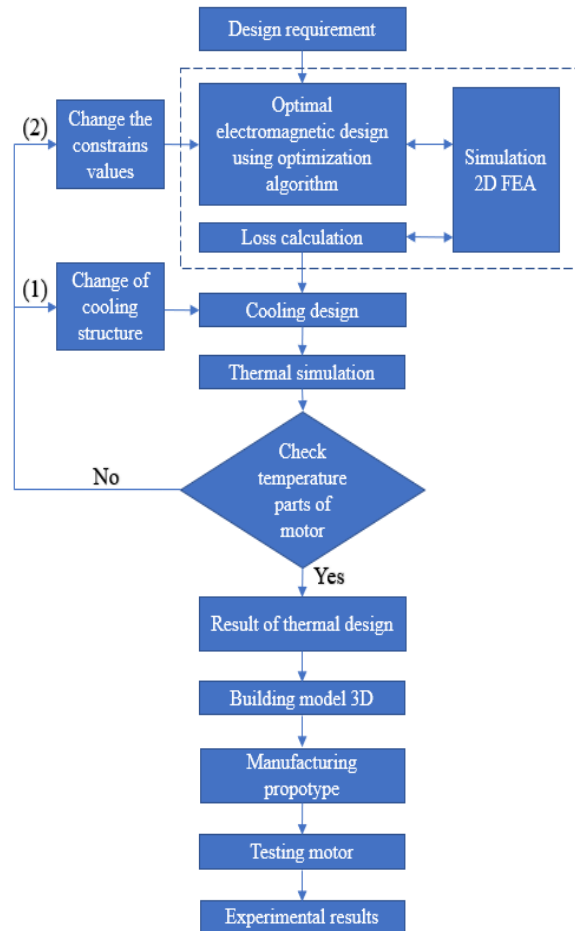 Design requirement
Optimal
electromagnetic design
using optimization
algorithm
Simulation
2D FEA
(2)
Change the
constrains
values
Loss calculation
(1)
Change of
cooling
structure
Cooling design
Thermal simulation
Check
temperature
parts of
motor
No
Yes
Result of thermal design
Building model 3D
Manufacturing
propotype
Testing motor
Experimental results